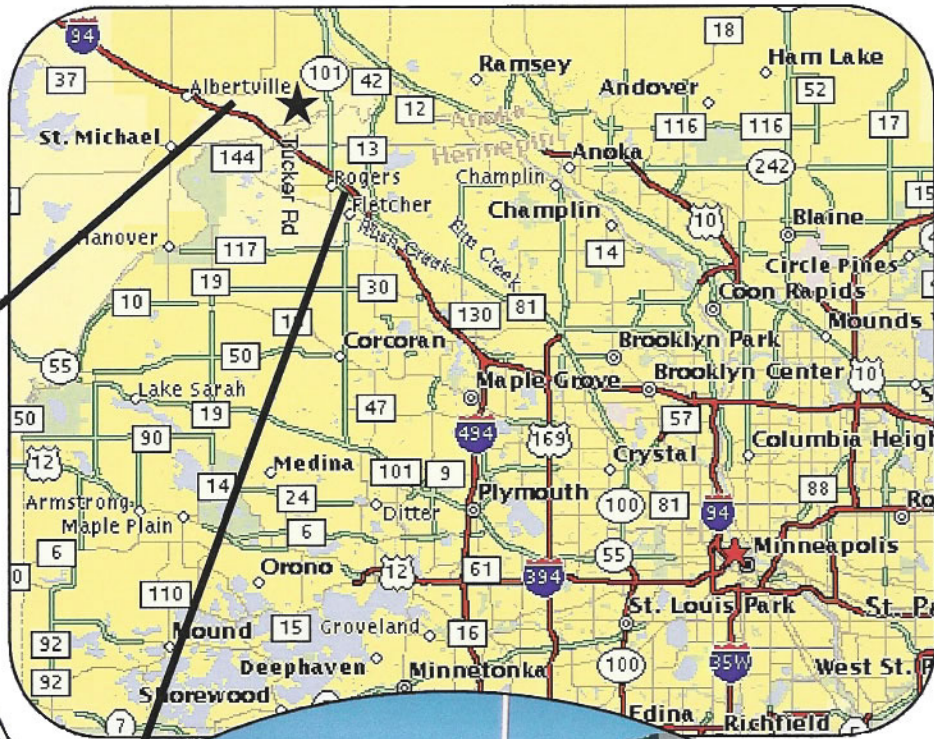 94
18
37
Albertville
101
42
Ramsey
Ham Lake
Andover
52
12
Anoka
116
116
17
St. Michael
144
Tucker Rd
13
Hennepin
Anoka
242
Rogers
Champlin
Fletcher
Champlin
10
Blaine
Hanover
117
Rush Creek
Elm Creek
14
Circle Pines
19
30
Coon Rapids
10
130
81
Mounds
55
50
Corcoran
Brooklyn Park
Maple Grove
Brooklyn Center
10
Lake Sarah
50
19
47
57
90
494
169
Columbia Heigh
12
Medina
101
9
Crystal
14
24
Plymouth
100
81
88
Armstrong
Maple Plain
Ditter
94
Ro
6
6
55
Minneapolis
Orono
12
61
394
110
St. Louis Park
St. Pa
Mound
15
Groveland
16
92
Deephaven
Minnetonka
100
35W
West St. P
92
Shorewood
7
Edina
Richfield